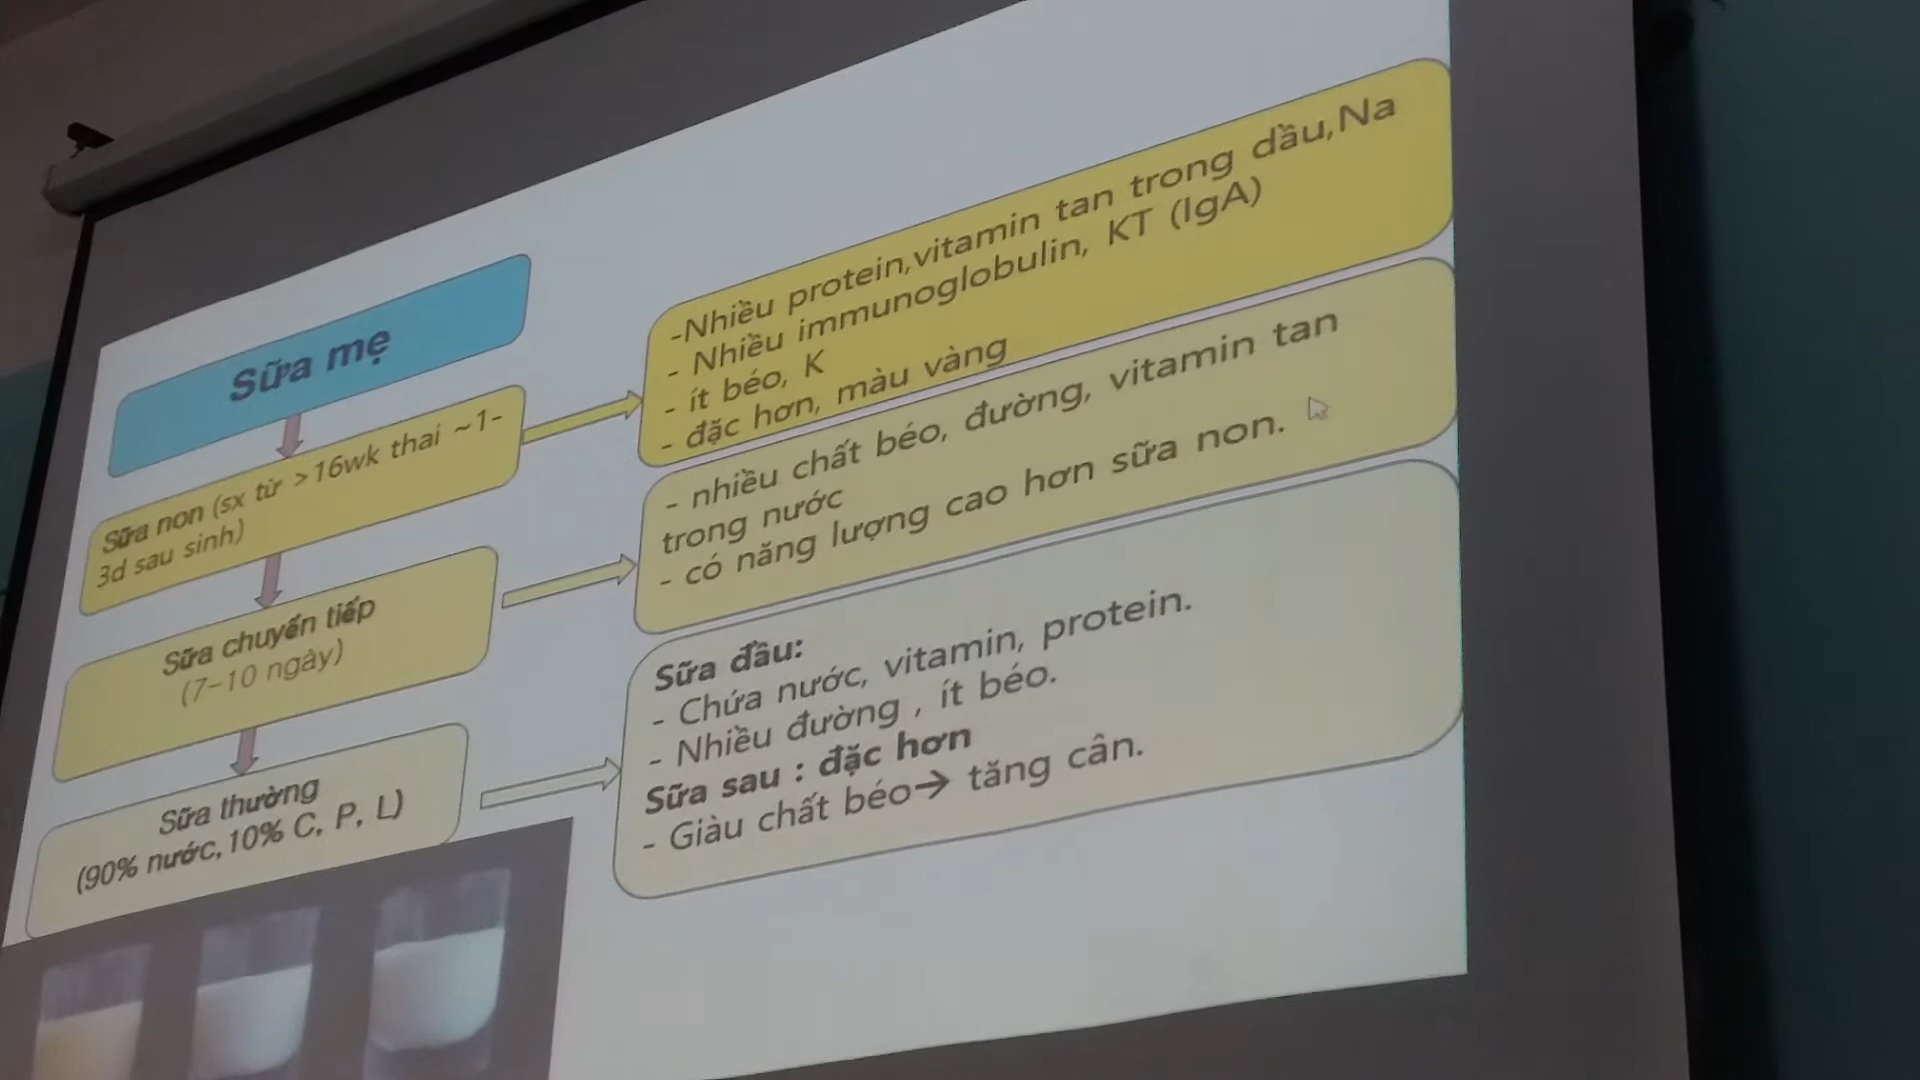 Sữa mẹ
Sữa non (sx từ >16wk thai ~1-
3d sau sinh)
-Nhiều protein,vitamin tan trong dầu,Na
- Nhiều immunoglobulin, KT (IgA)
- ít béo, K
- đặc hơn, màu vàng
Sữa chuyển tiếp
(7-10 ngày)
- nhiều chất béo, đường, vitamin tan
trong nước
- có năng lượng cao hơn sữa non.
Sữa thường
(90% nước, 10% C, P, L)
Sữa đầu:
- Chứa nước, vitamin, protein.
- Nhiều đường , ít béo.
Sữa sau : đặc hơn
- Giàu chất béo→ tăng cân.